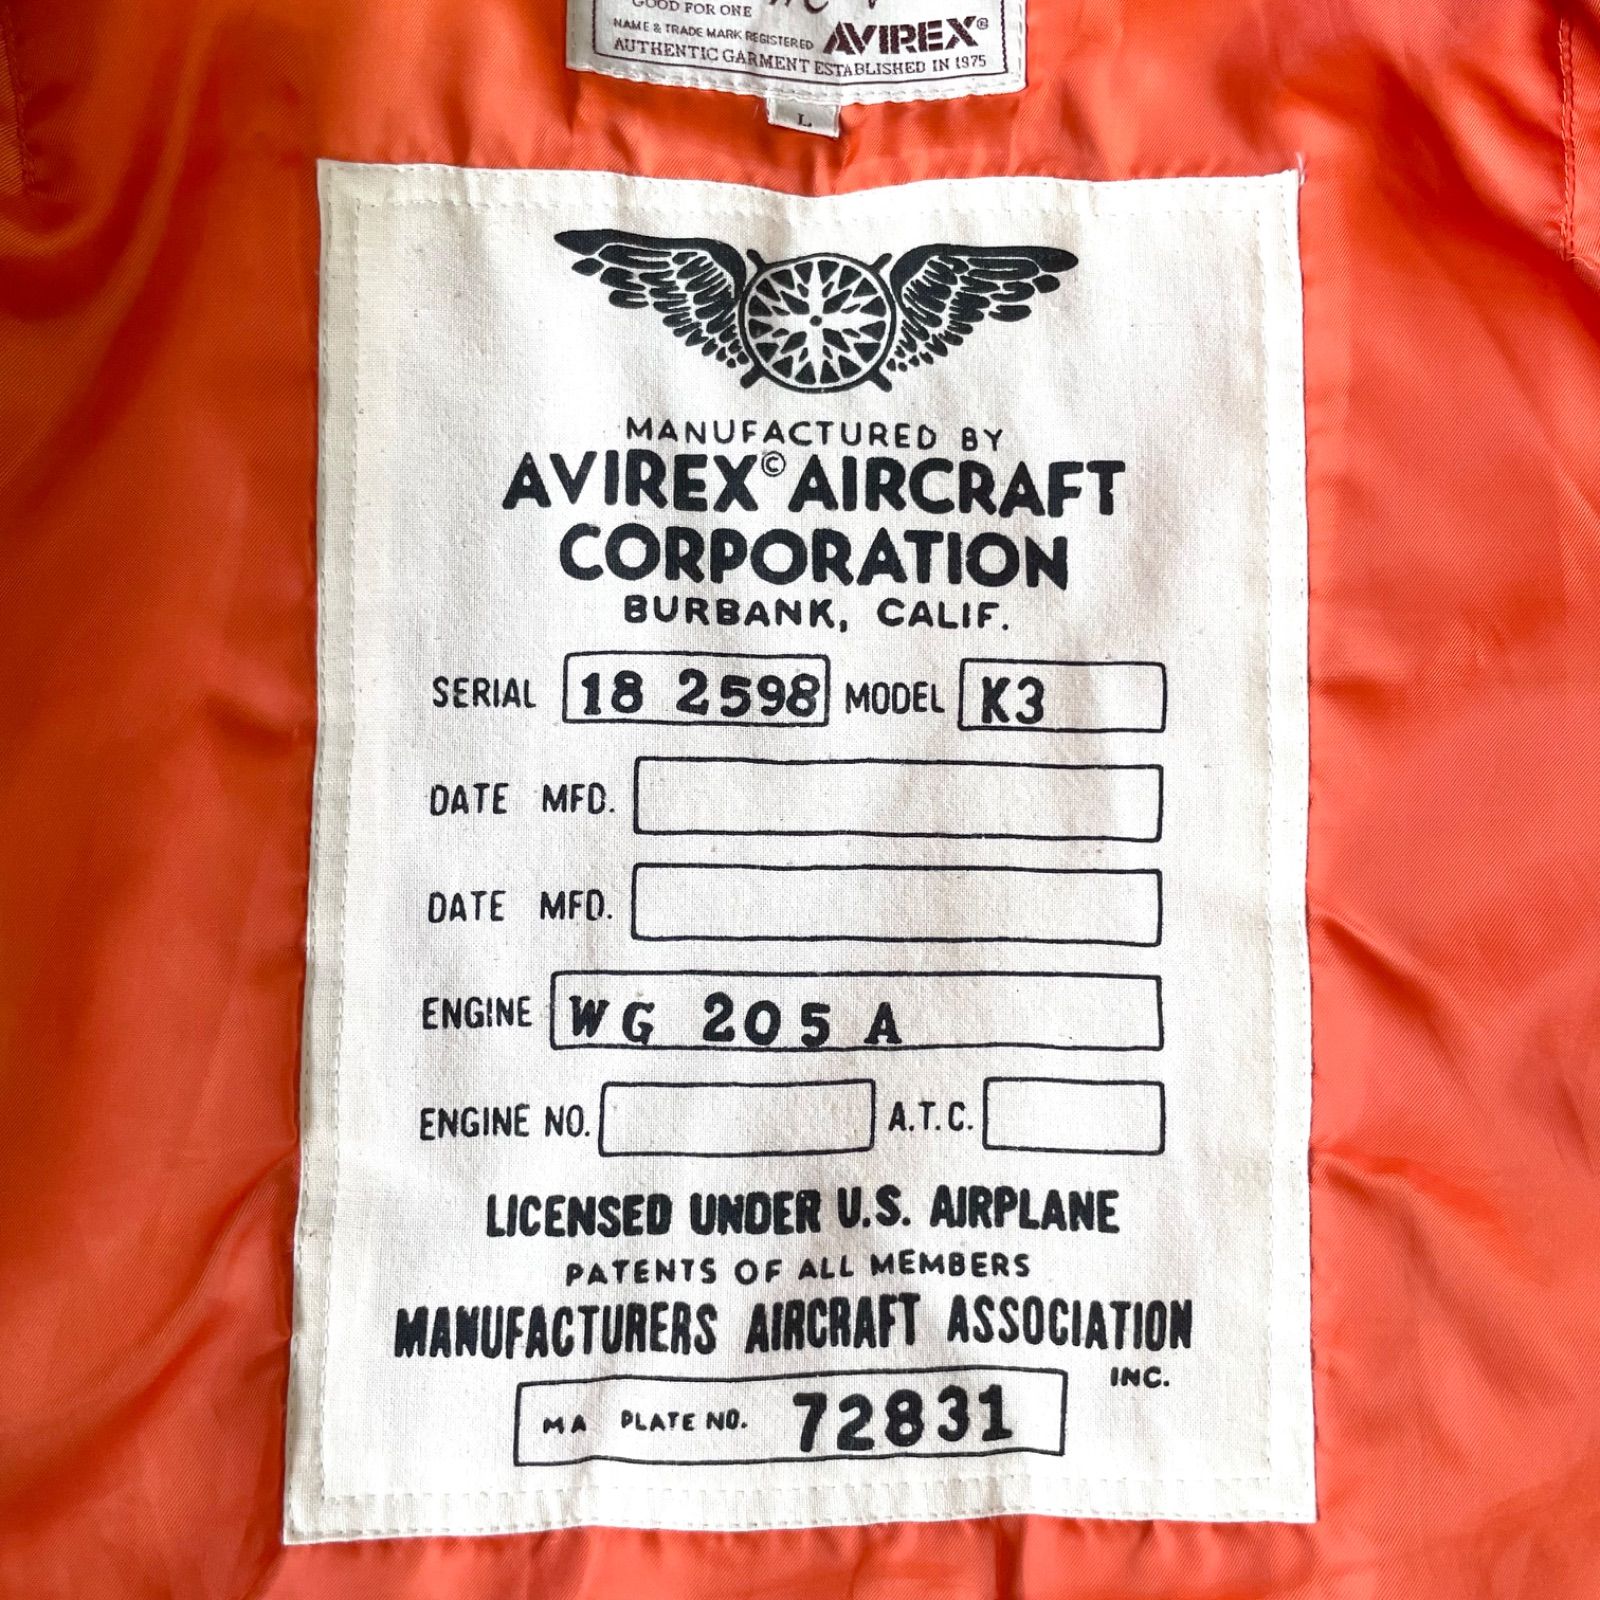 GOOD FOR ONE
NAME & TRADE MARK REGISTERED AVIREX®
AUTHENTIC GARMENT ESTABLISHED IN 1975
L
MANUFACTURED BY
AVIREX© AIRCRAFT
CORPORATION
BURBANK, CALIF.
SERIAL 18 2598 MODEL K3
DATE MFD.
DATE MFD.
ENGINE WG 205 A
ENGINE NO. A.T.C.
LICENSED UNDER U.S. AIRPLANE
PATENTS OF ALL MEMBERS
MANUFACTURERS AIRCRAFT ASSOCIATION
INC.
MA PLATE NO. 72831